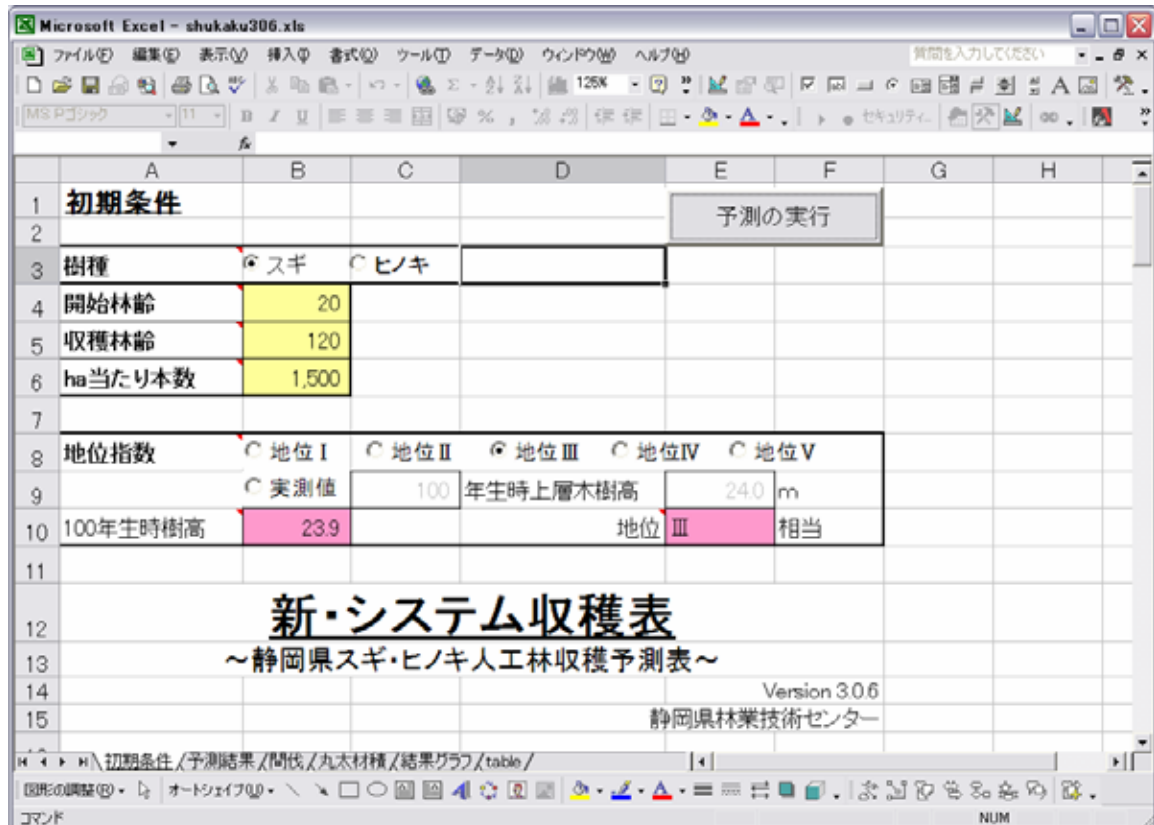 Microsoft Excel - shukaku306.xls
ファイル(F) 編集(E) 表示(V) 挿入(I) 書式(O) ツール(T) データ(D) ウィンドウ(W) ヘルプ(H) 質問を入力してください
125%
MS Pゴシック 11 B I U % , セキュリティ...
fx
A B C D E F G H
1 初期条件 予測の実行
2
3 樹種 スギ ヒノキ
4 開始林齢 20
5 収穫林齢 120
6 ha当たり本数 1,500
7
8 地位指数 地位Ⅰ 地位Ⅱ 地位Ⅲ 地位Ⅳ 地位Ⅴ
9 実測値 100 年生時上層木樹高 24.0 m
10 100年生時樹高 23.9 地位 Ⅲ 相当
11
12 新・システム収穫表
13 ～静岡県スギ・ヒノキ人工林収穫予測表～
14 Version 3.0.6
15 静岡県林業技術センター
初期条件 / 予測結果 / 間伐 / 丸太材積 / 結果グラフ / table /
図形の調整(R) オートシェイプ(U)
コマンド NUM